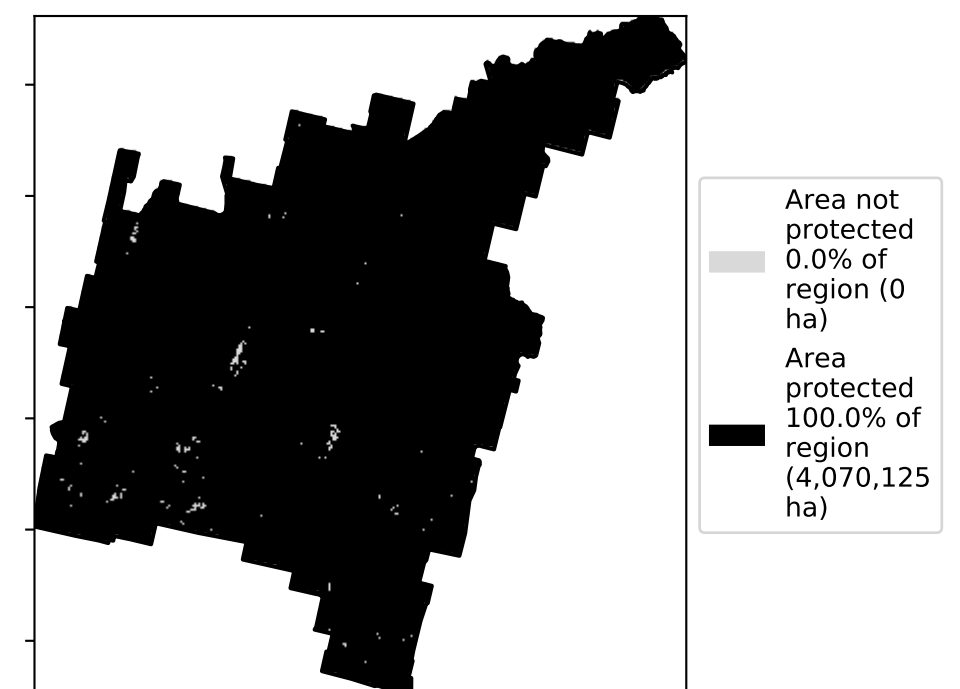 Area not
protected
0.0% of
region (0
ha)
Area
protected
100.0% of
region
(4,070,125
ha)